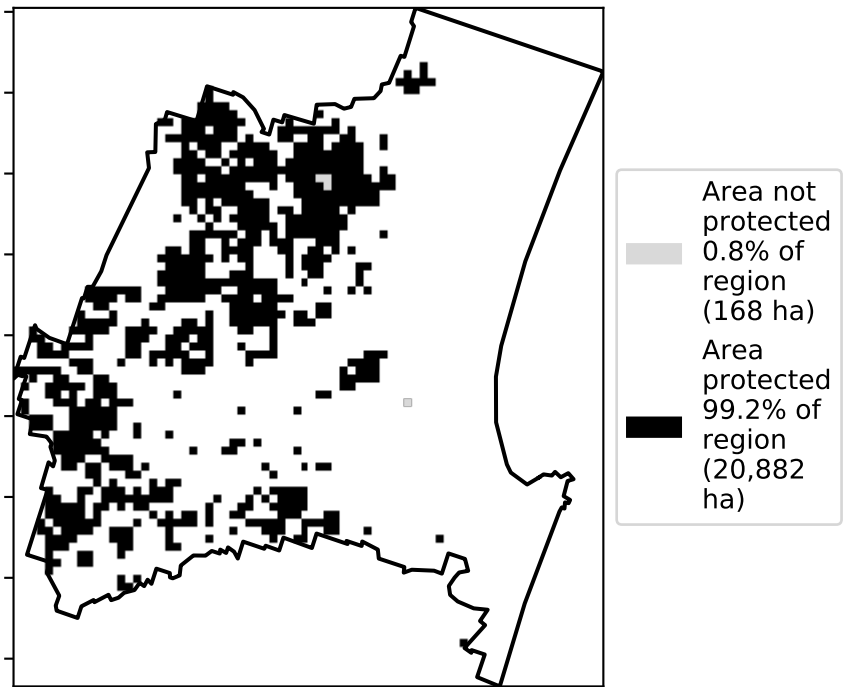 Area not
protected
0.8% of
region
(168 ha)
Area
protected
99.2% of
region
(20,882
ha)